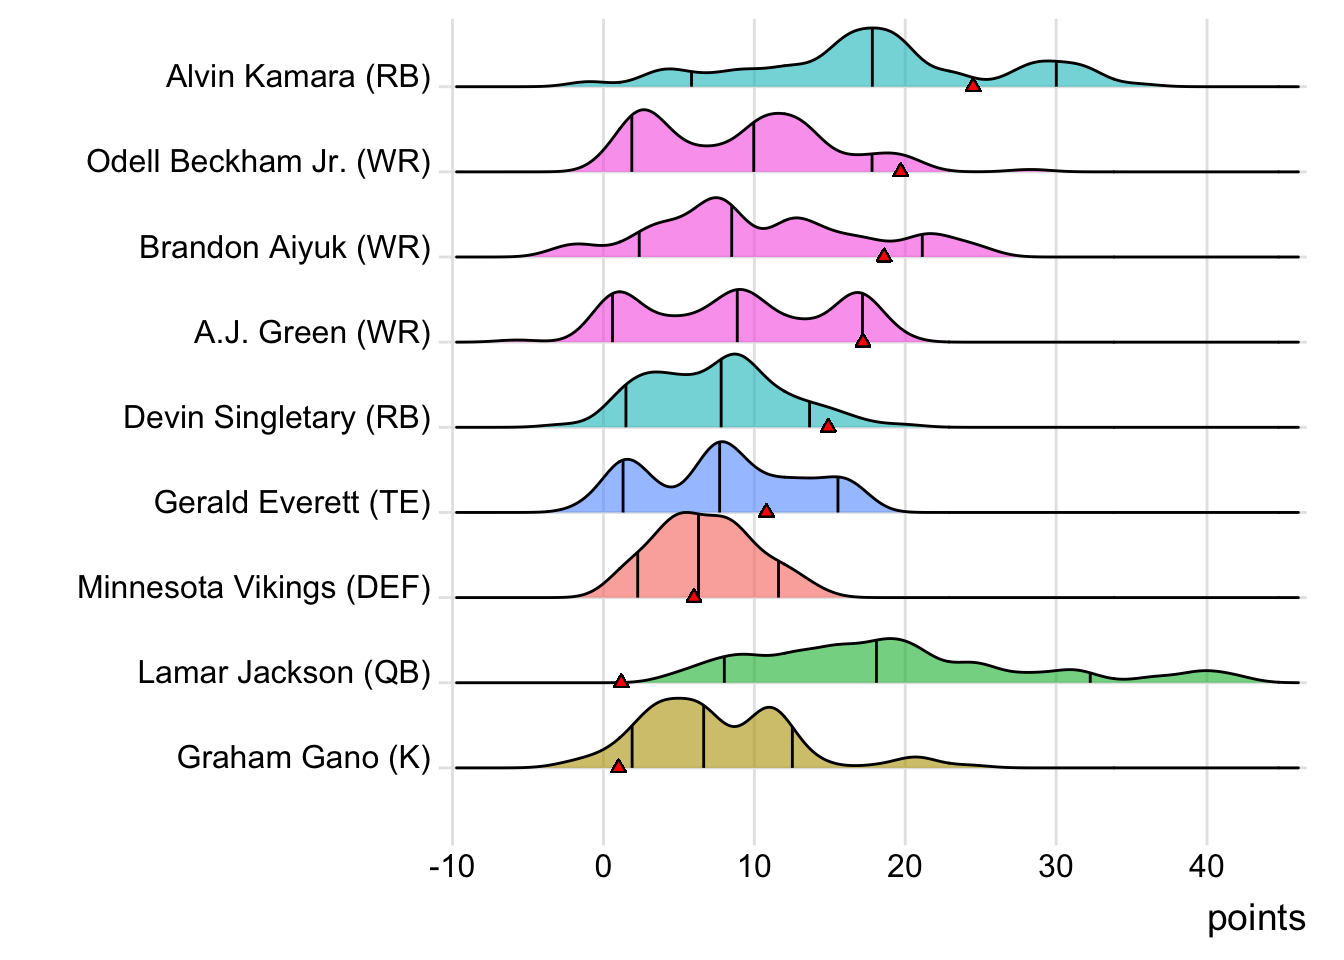 Alvin Kamara (RB)
Odell Beckham Jr. (WR)
Brandon Aiyuk (WR)
A.J. Green (WR)
Devin Singletary (RB)
Gerald Everett (TE)
Minnesota Vikings (DEF)
Lamar Jackson (QB)
Graham Gano (K)
-10 0 10 20 30 40
points